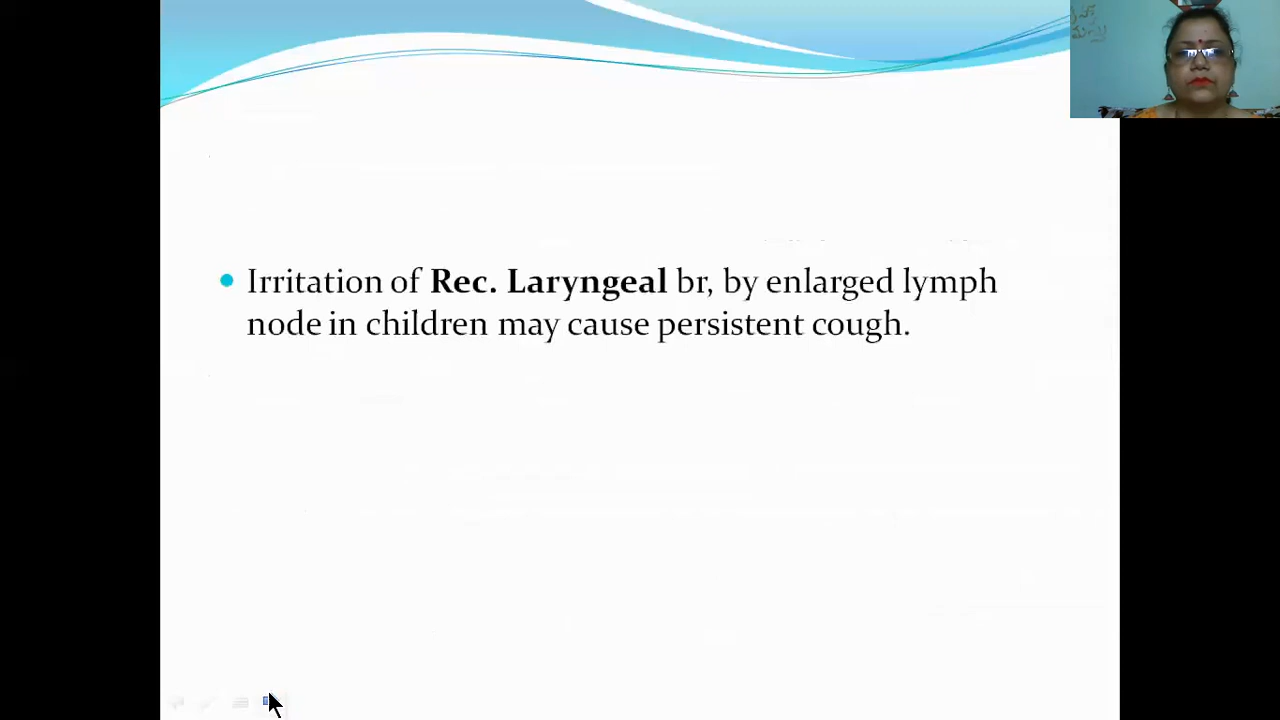 Irritation of Rec. Laryngeal br, by enlarged lymph
node in children may cause persistent cough.